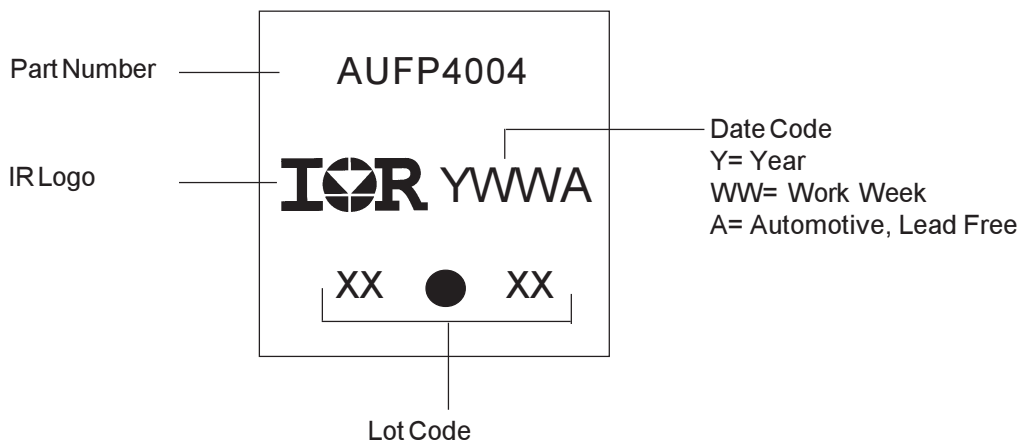 Part Number
AUFP4004
IR Logo
IOR YWWA
Date Code
Y= Year
WW= Work Week
A= Automotive, Lead Free
XX XX
Lot Code